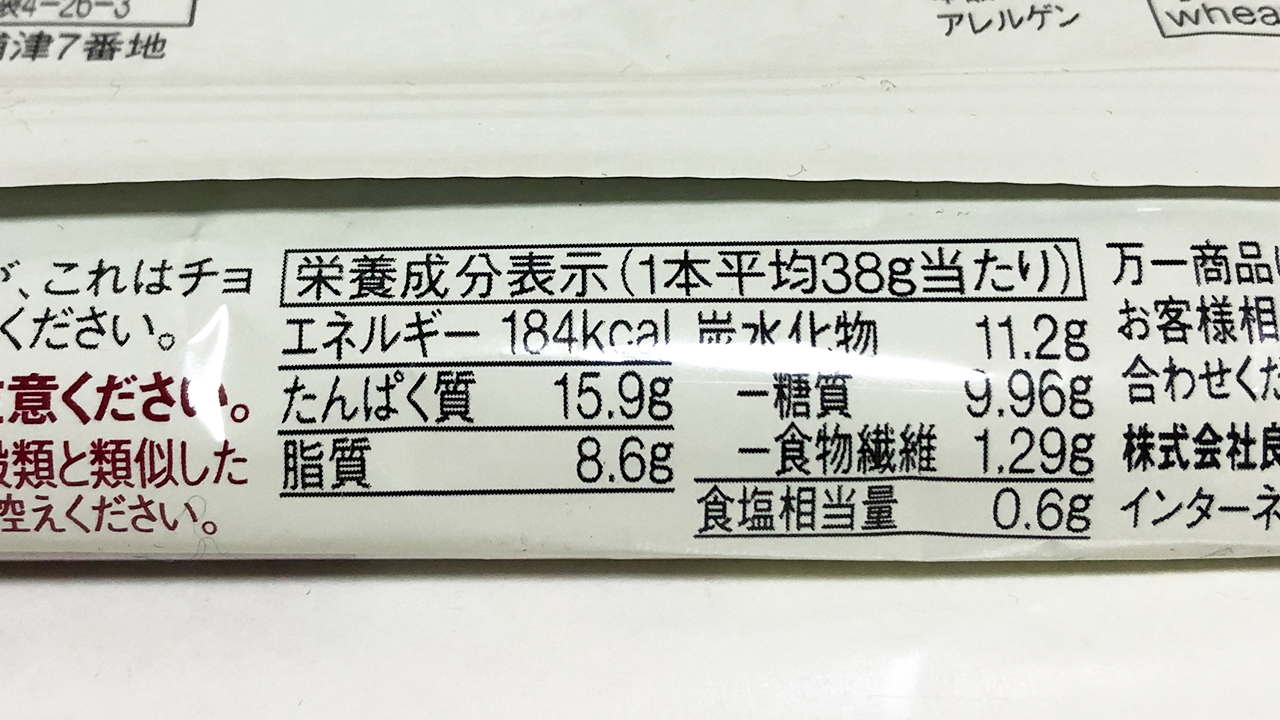 製4-26-3
津7番地
アレルゲン
whea
が、これはチョ
ください。
注意ください。
穀類と類似した
控えください。
栄養成分表示(1本平均38g当たり)
エネルギー 184kcal
たんぱく質 15.9g
脂質 8.6g
炭水化物 11.2g
ー糖質 9.96g
ー食物繊維 1.29g
食塩相当量 0.6g
万一商品
お客様相
合わせくだ
株式会社良
インターネ